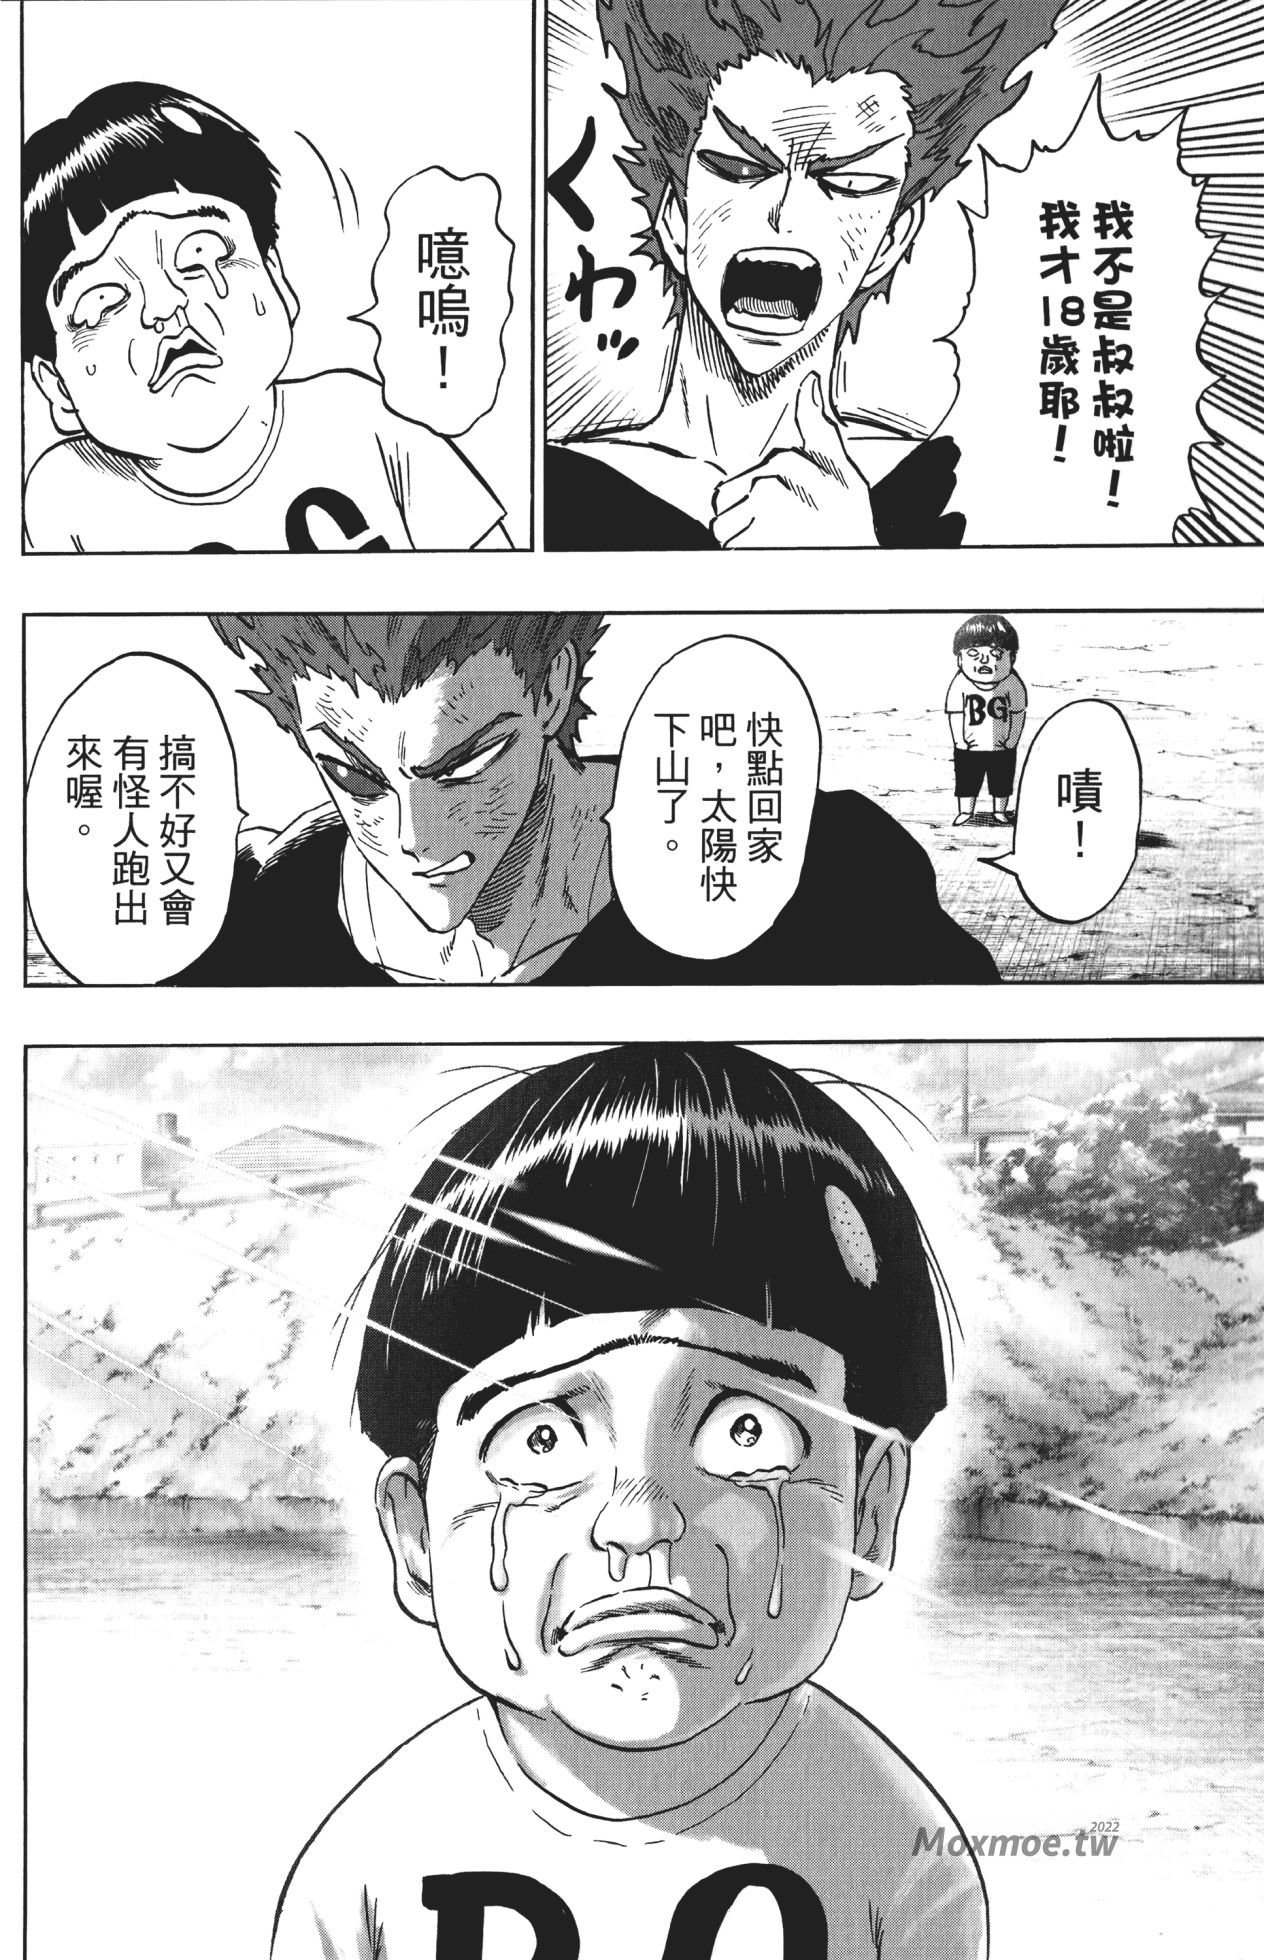 我不是叔叔啦！
我才18歲耶！
くわッ
噫嗚！
BG
嘖！
快點回家
吧，太陽快
下山了。
搞不好又會
有怪人跑出
來喔。
BG
BG
2022
Moxmoe.tw